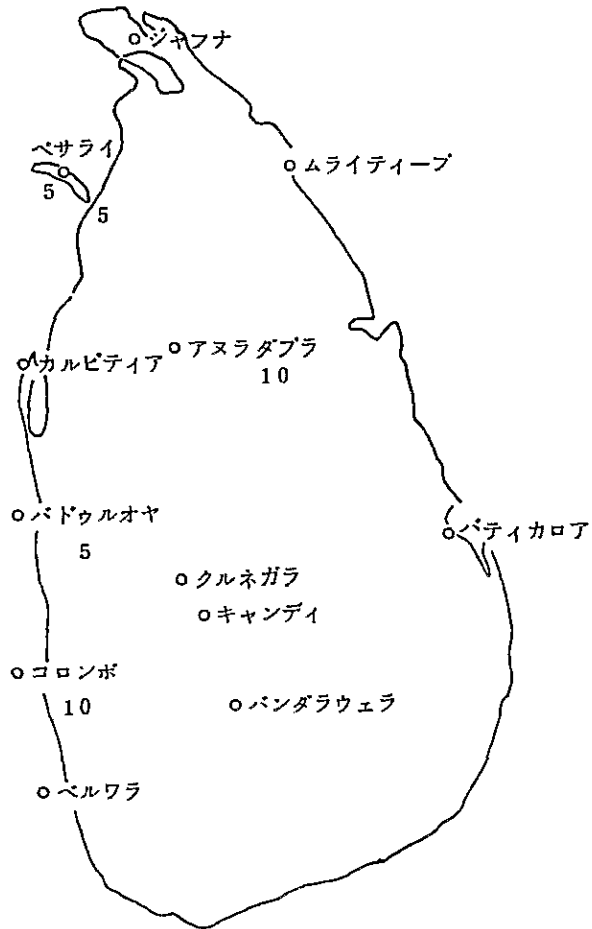 ジャフナ
ペサライ
ムライティーブ
5
5
アヌラダプラ
カルピティア
10
バドゥルオヤ
バティカロア
5
クルネガラ
キャンディ
コロンボ
10
バンダラウェラ
ベルワラ